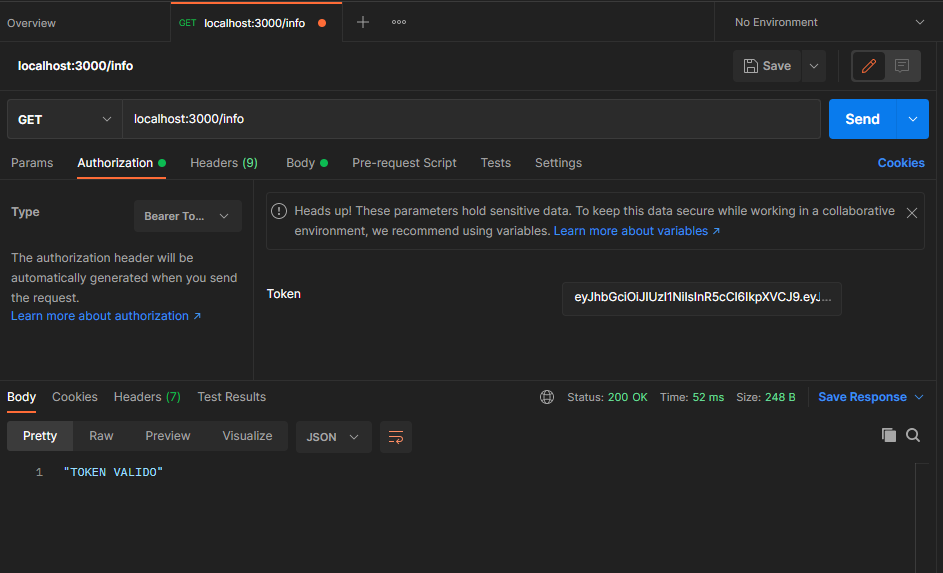 Overview
GET localhost:3000/info
No Environment
localhost:3000/info
Save
GET
localhost:3000/info
Send
Params Authorization Headers (9) Body Pre-request Script Tests Settings Cookies
Type
Bearer To...
The authorization header will be
automatically generated when you send
the request.
Learn more about authorization ↗
Heads up! These parameters hold sensitive data. To keep this data secure while working in a collaborative
environment, we recommend using variables. Learn more about variables ↗
Token
eyJhbGciOiJIUzI1NiIsInR5cCI6IkpXVCJ9.eyJ...
Body Cookies Headers (7) Test Results
Status: 200 OK Time: 52 ms Size: 248 B
Save Response
Pretty Raw Preview Visualize
JSON
1 "TOKEN VALIDO"